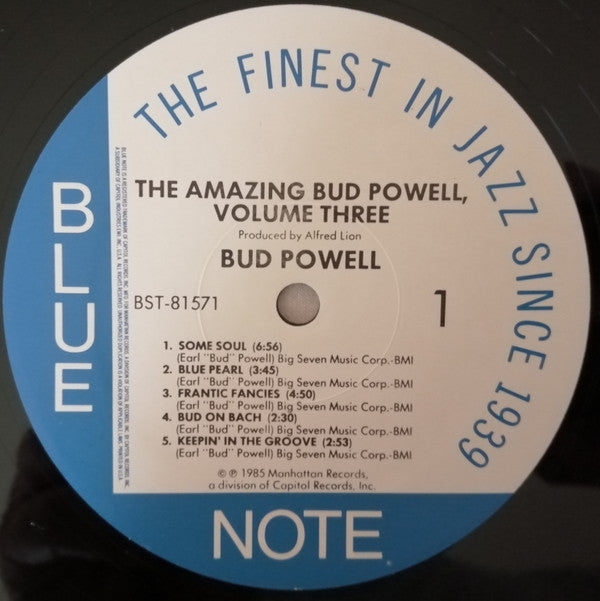 THE FINEST IN JAZZ SINCE 1939
BLUE
NOTE
THE AMAZING BUD POWELL,
VOLUME THREE
Produced by Alfred Lion
BUD POWELL
BST-81571
1
1. SOME SOUL (6:56)
(Earl "Bud" Powell) Big Seven Music Corp.-BMI
2. BLUE PEARL (3:45)
(Earl "Bud" Powell) Big Seven Music Corp.-BMI
3. FRANTIC FANCIES (4:50)
(Earl "Bud" Powell) Big Seven Music Corp.-BMI
4. BUD ON BACH (2:30)
(Earl "Bud" Powell) Big Seven Music Corp.-BMI
5. KEEPIN' IN THE GROOVE (2:53)
(Earl "Bud" Powell) Big Seven Music Corp.-BMI
© ℗ 1985 Manhattan Records,
a division of Capitol Records, Inc.